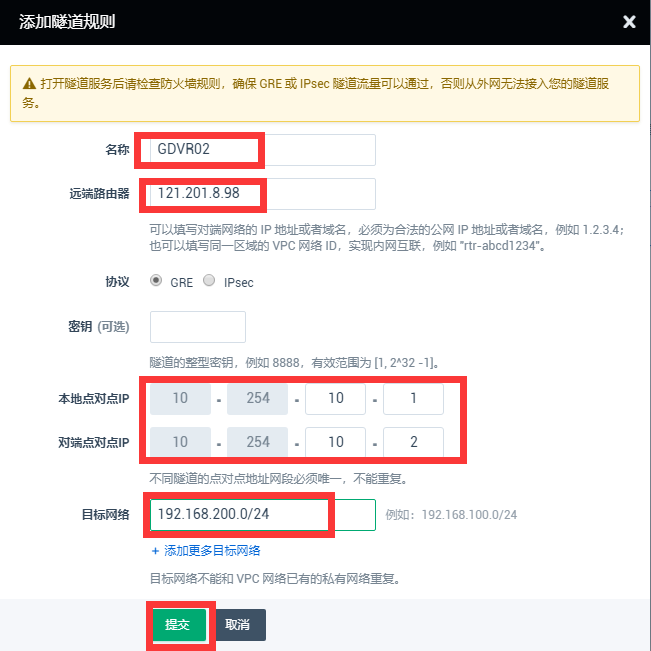 添加隧道规则
打开隧道服务后请检查防火墙规则，确保 GRE 或 IPsec 隧道流量可以通过，否则从外网无法接入您的隧道服
务。
名称 GDVR02
远端路由器 121.201.8.98
可以填写对端网络的 IP 地址或者域名，必须为合法的公网 IP 地址或者域名，例如 1.2.3.4；
也可以填写同一区域的 VPC 网络 ID，实现内网互联，例如 "rtr-abcd1234"。
协议 GRE IPsec
密钥 (可选)
隧道的整型密钥，例如 8888，有效范围为 [1, 2^32 -1]。
本地点对点IP 10 . 254 . 10 . 1
对端点对点IP 10 . 254 . 10 . 2
不同隧道的点对点地址网段必须唯一，不能重复。
目标网络 192.168.200.0/24 例如：192.168.100.0/24
+ 添加更多目标网络
目标网络不能和 VPC 网络已有的私有网络重复。
提交 取消